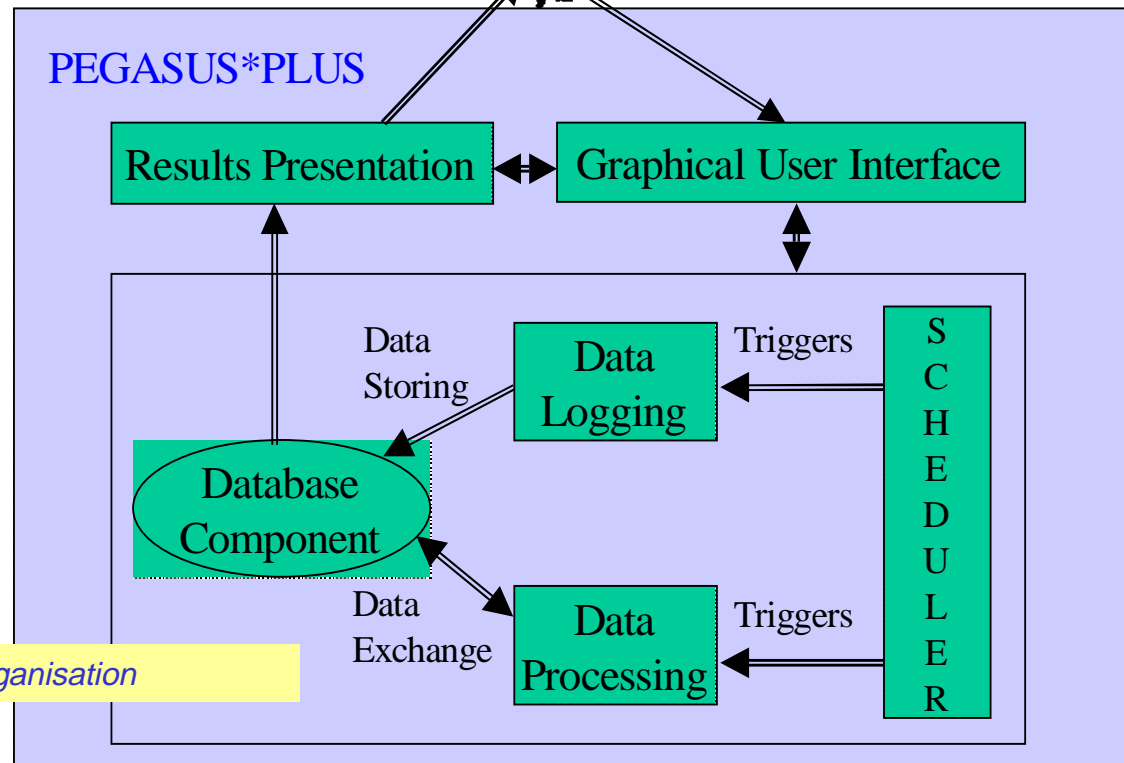 PEGASUS*PLUS
Results Presentation
Graphical User Interface
Data
Storing
Data
Logging
Triggers
Database
Component
Data
Exchange
Data
Processing
Triggers
S
C
H
E
D
U
L
E
R
ganisation